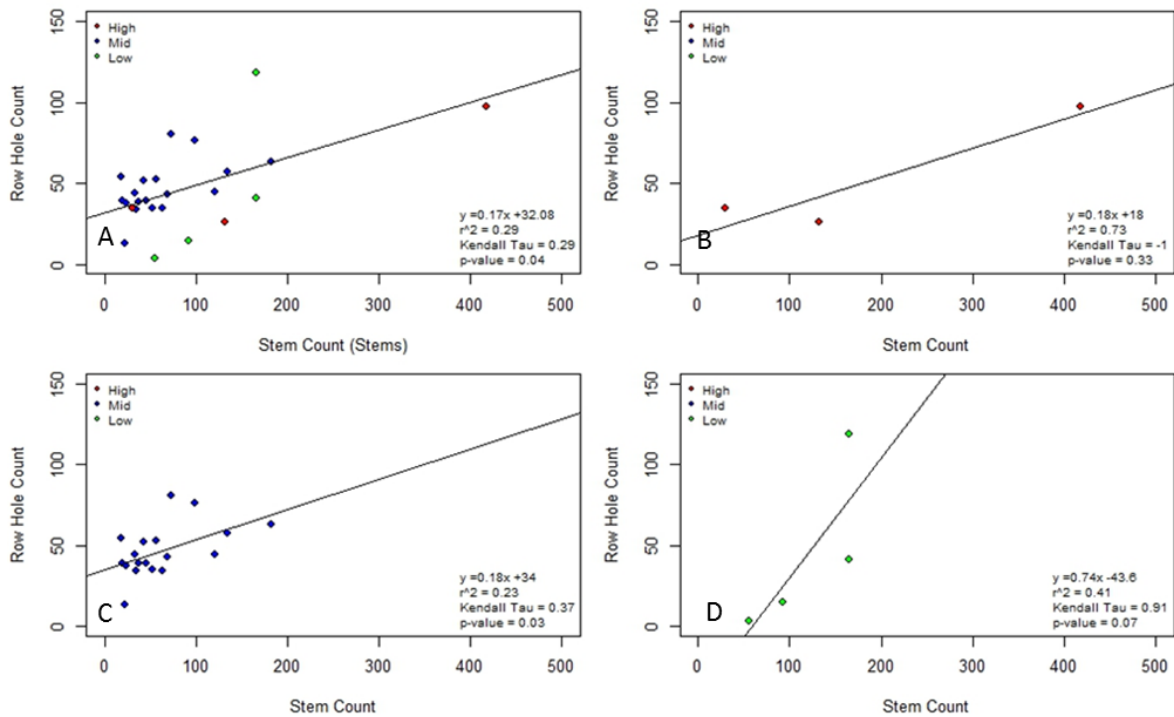 High
Mid
Low
Row Hole Count
150
100
50
0
A
y =0.17x +32.08
r^2 = 0.29
Kendall Tau = 0.29
p-value = 0.04
0 100 200 300 400 500
Stem Count (Stems)
High
Mid
Low
Row Hole Count
150
100
50
0
B
y =0.18x +18
r^2 = 0.73
Kendall Tau = -1
p-value = 0.33
0 100 200 300 400 500
Stem Count
High
Mid
Low
Row Hole Count
150
100
50
0
C
y =0.18x +34
r^2 = 0.23
Kendall Tau = 0.37
p-value = 0.03
0 100 200 300 400 500
Stem Count
High
Mid
Low
Row Hole Count
150
100
50
0
D
y =0.74x -43.6
r^2 = 0.41
Kendall Tau = 0.91
p-value = 0.07
0 100 200 300 400 500
Stem Count